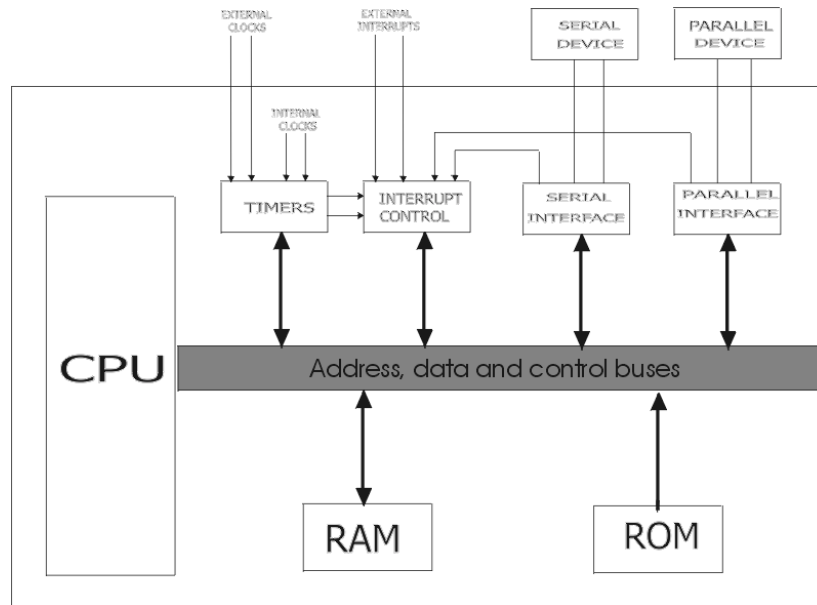 EXTERNAL
CLOCKS
EXTERNAL
INTERRUPTS
SERIAL
DEVICE
PARALLEL
DEVICE
INTERNAL
CLOCKS
TIMERS
INTERRUPT
CONTROL
SERIAL
INTERFACE
PARALLEL
INTERFACE
CPU
Address, data and control buses
RAM
ROM